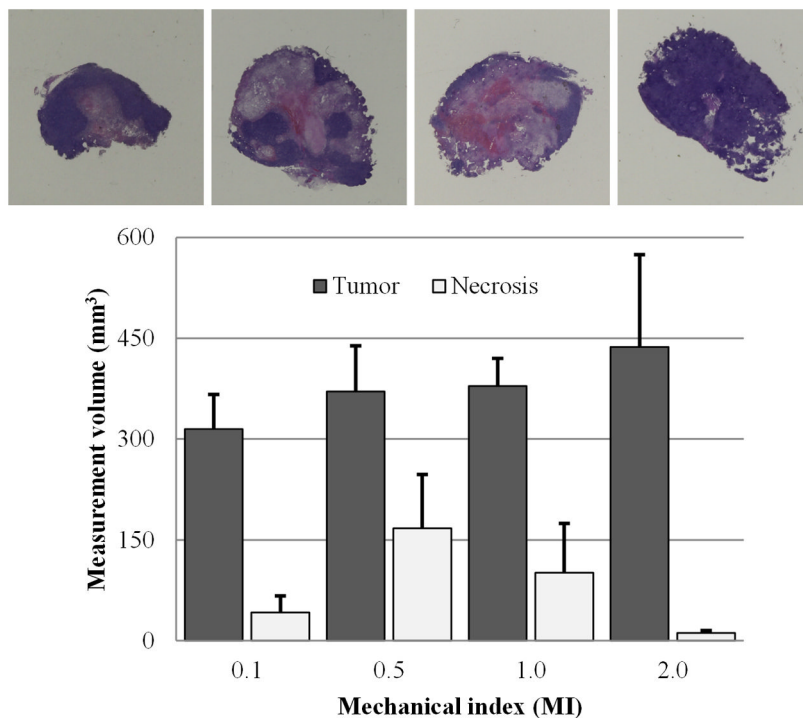 600
450
300
150
0
Measurement volume (mm³)
Tumor
Necrosis
0.1
0.5
1.0
2.0
Mechanical index (MI)